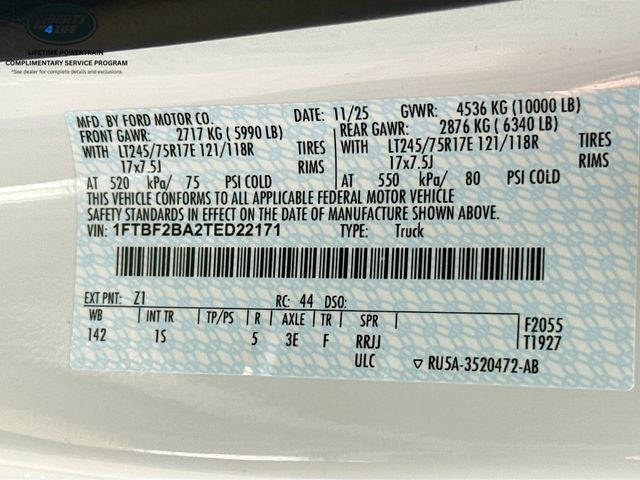 LIBERTY
4 LIFE
LIFETIME POWERTRAIN
COMPLIMENTARY SERVICE PROGRAM
*See dealer for complete details and exclusions
MFD. BY FORD MOTOR CO. DATE: 11/25 GVWR: 4536 KG (10000 LB)
FRONT GAWR: 2717 KG (5990 LB) REAR GAWR: 2876 KG (6340 LB)
WITH LT245/75R17E 121/118R TIRES WITH LT245/75R17E 121/118R TIRES
17x7.5J RIMS 17x7.5J RIMS
AT 520 kPa/ 75 PSI COLD AT 550 kPa/ 80 PSI COLD
THIS VEHICLE CONFORMS TO ALL APPLICABLE FEDERAL MOTOR VEHICLE
SAFETY STANDARDS IN EFFECT ON THE DATE OF MANUFACTURE SHOWN ABOVE.
VIN: 1FTBF2BA2TED22171 TYPE: Truck
EXT PNT: Z1 RC: 44 DSO:
WB INT TR TP/PS R AXLE TR SPR F2055
142 1S 5 3E F RRJJ T1927
ULC ▽ RU5A-3520472-AB